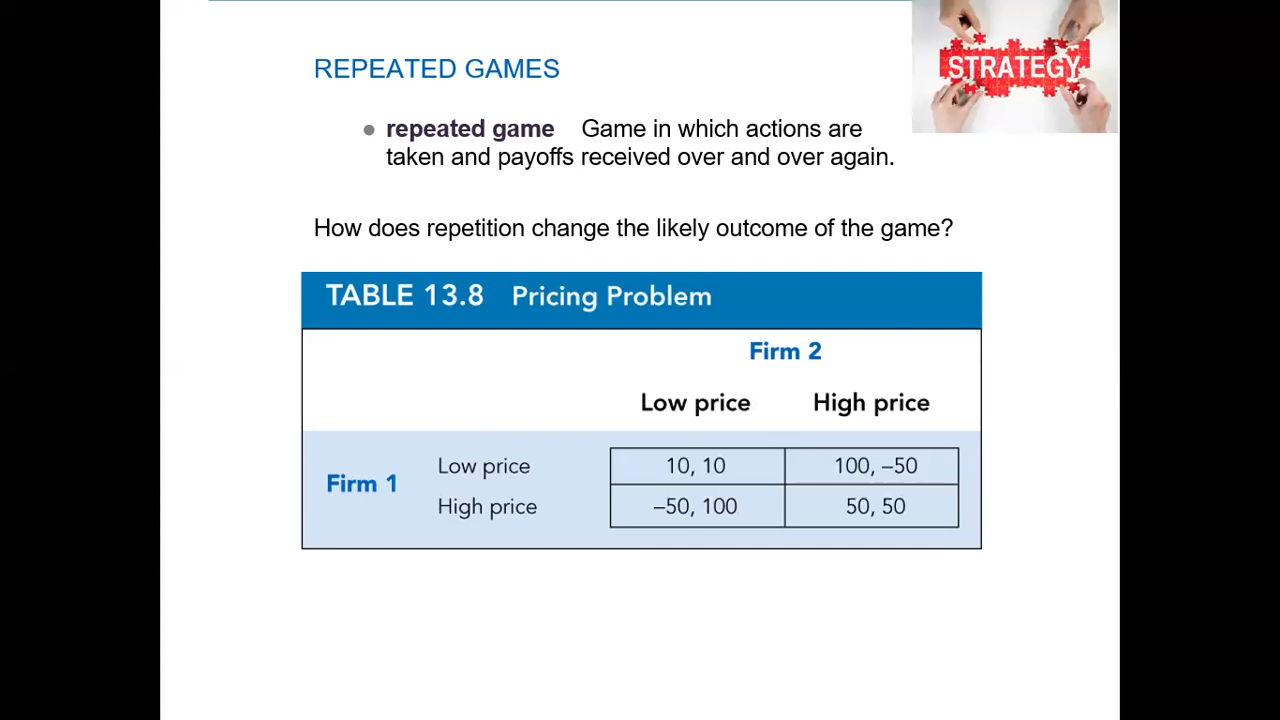 STRATEGY
REPEATED GAMES
● repeated game Game in which actions are
taken and payoffs received over and over again.
How does repetition change the likely outcome of the game?
TABLE 13.8 Pricing Problem
Firm 2
Low price High price
Firm 1
Low price 10, 10 100, –50
High price –50, 100 50, 50